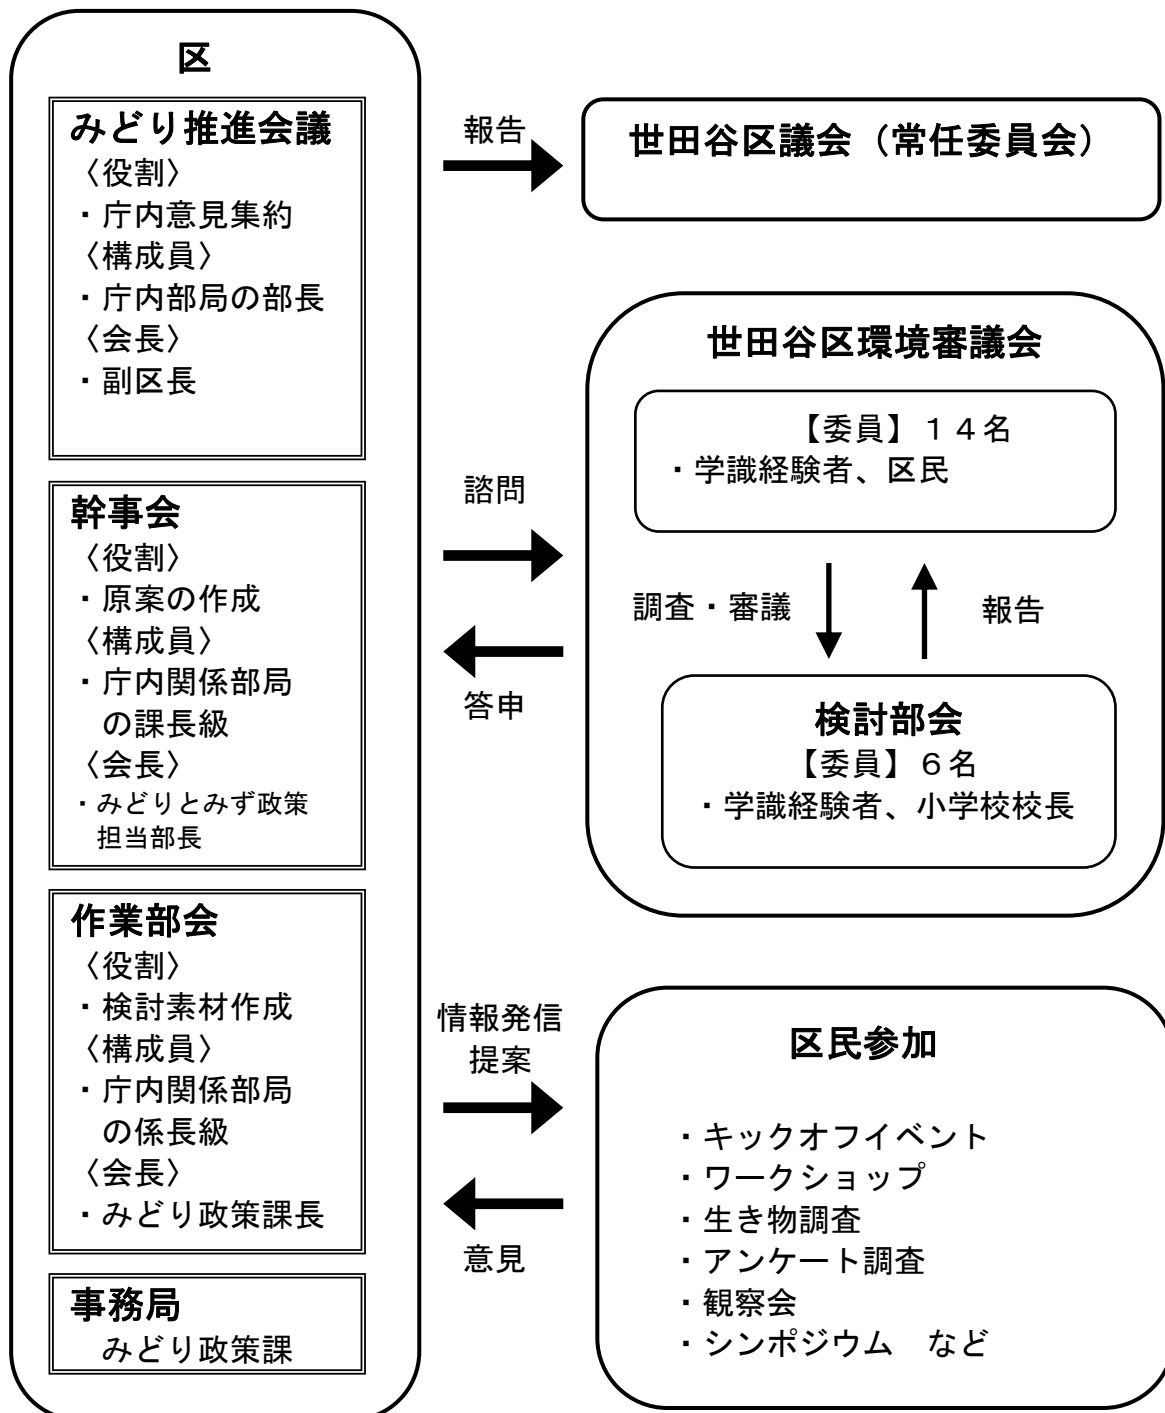 区
みどり推進会議
〈役割〉
・庁内意見集約
〈構成員〉
・庁内部局の部長
〈会長〉
・副区長
幹事会
〈役割〉
・原案の作成
〈構成員〉
・庁内関係部局
の課長級
〈会長〉
・みどりとみず政策
担当部長
作業部会
〈役割〉
・検討素材作成
〈構成員〉
・庁内関係部局
の係長級
〈会長〉
・みどり政策課長
事務局
みどり政策課
報告
世田谷区議会（常任委員会）
諮問
答申
世田谷区環境審議会
【委員】１４名
・学識経験者、区民
調査・審議
報告
検討部会
【委員】６名
・学識経験者、小学校校長
情報発信
提案
意見
区民参加
・キックオフイベント
・ワークショップ
・生き物調査
・アンケート調査
・観察会
・シンポジウム　など